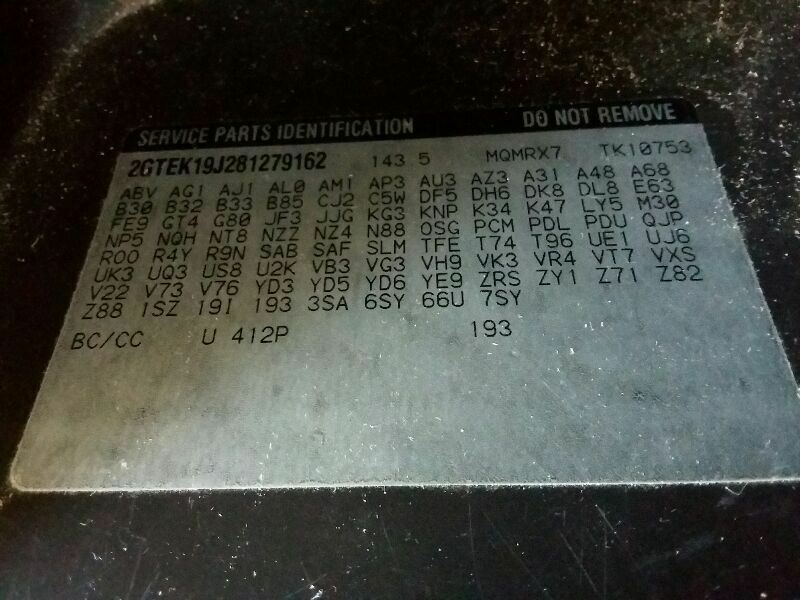 SERVICE PARTS IDENTIFICATION DO NOT REMOVE
2GTEK19J281279162 143 5 MQMRX7 TK10753
ABV AG1 AJ1 AL0 AM1 AP3 AU3 AZ3 A31 A48 A68
B30 B32 B33 B85 CJ2 C5W DF5 DH6 DK8 DL8 E63
FE9 GT4 G80 JF3 JJG KG3 KNP K34 K47 LY5 M30
NP5 NQH NT8 NZZ NZ4 N88 OSG PCM PDL PDU QJP
ROO R4Y R9N SAB SAF SLM TFE T74 T96 UE1 UJ6
UK3 UQ3 US8 U2K VB3 VG3 VH9 VK3 VR4 VT7 VXS
V22 V73 V76 YD3 YD5 YD6 YE9 ZRS ZY1 Z71 Z82
Z88 1SZ 19I 193 3SA 6SY 66U 7SY
BC/CC U 412P 193